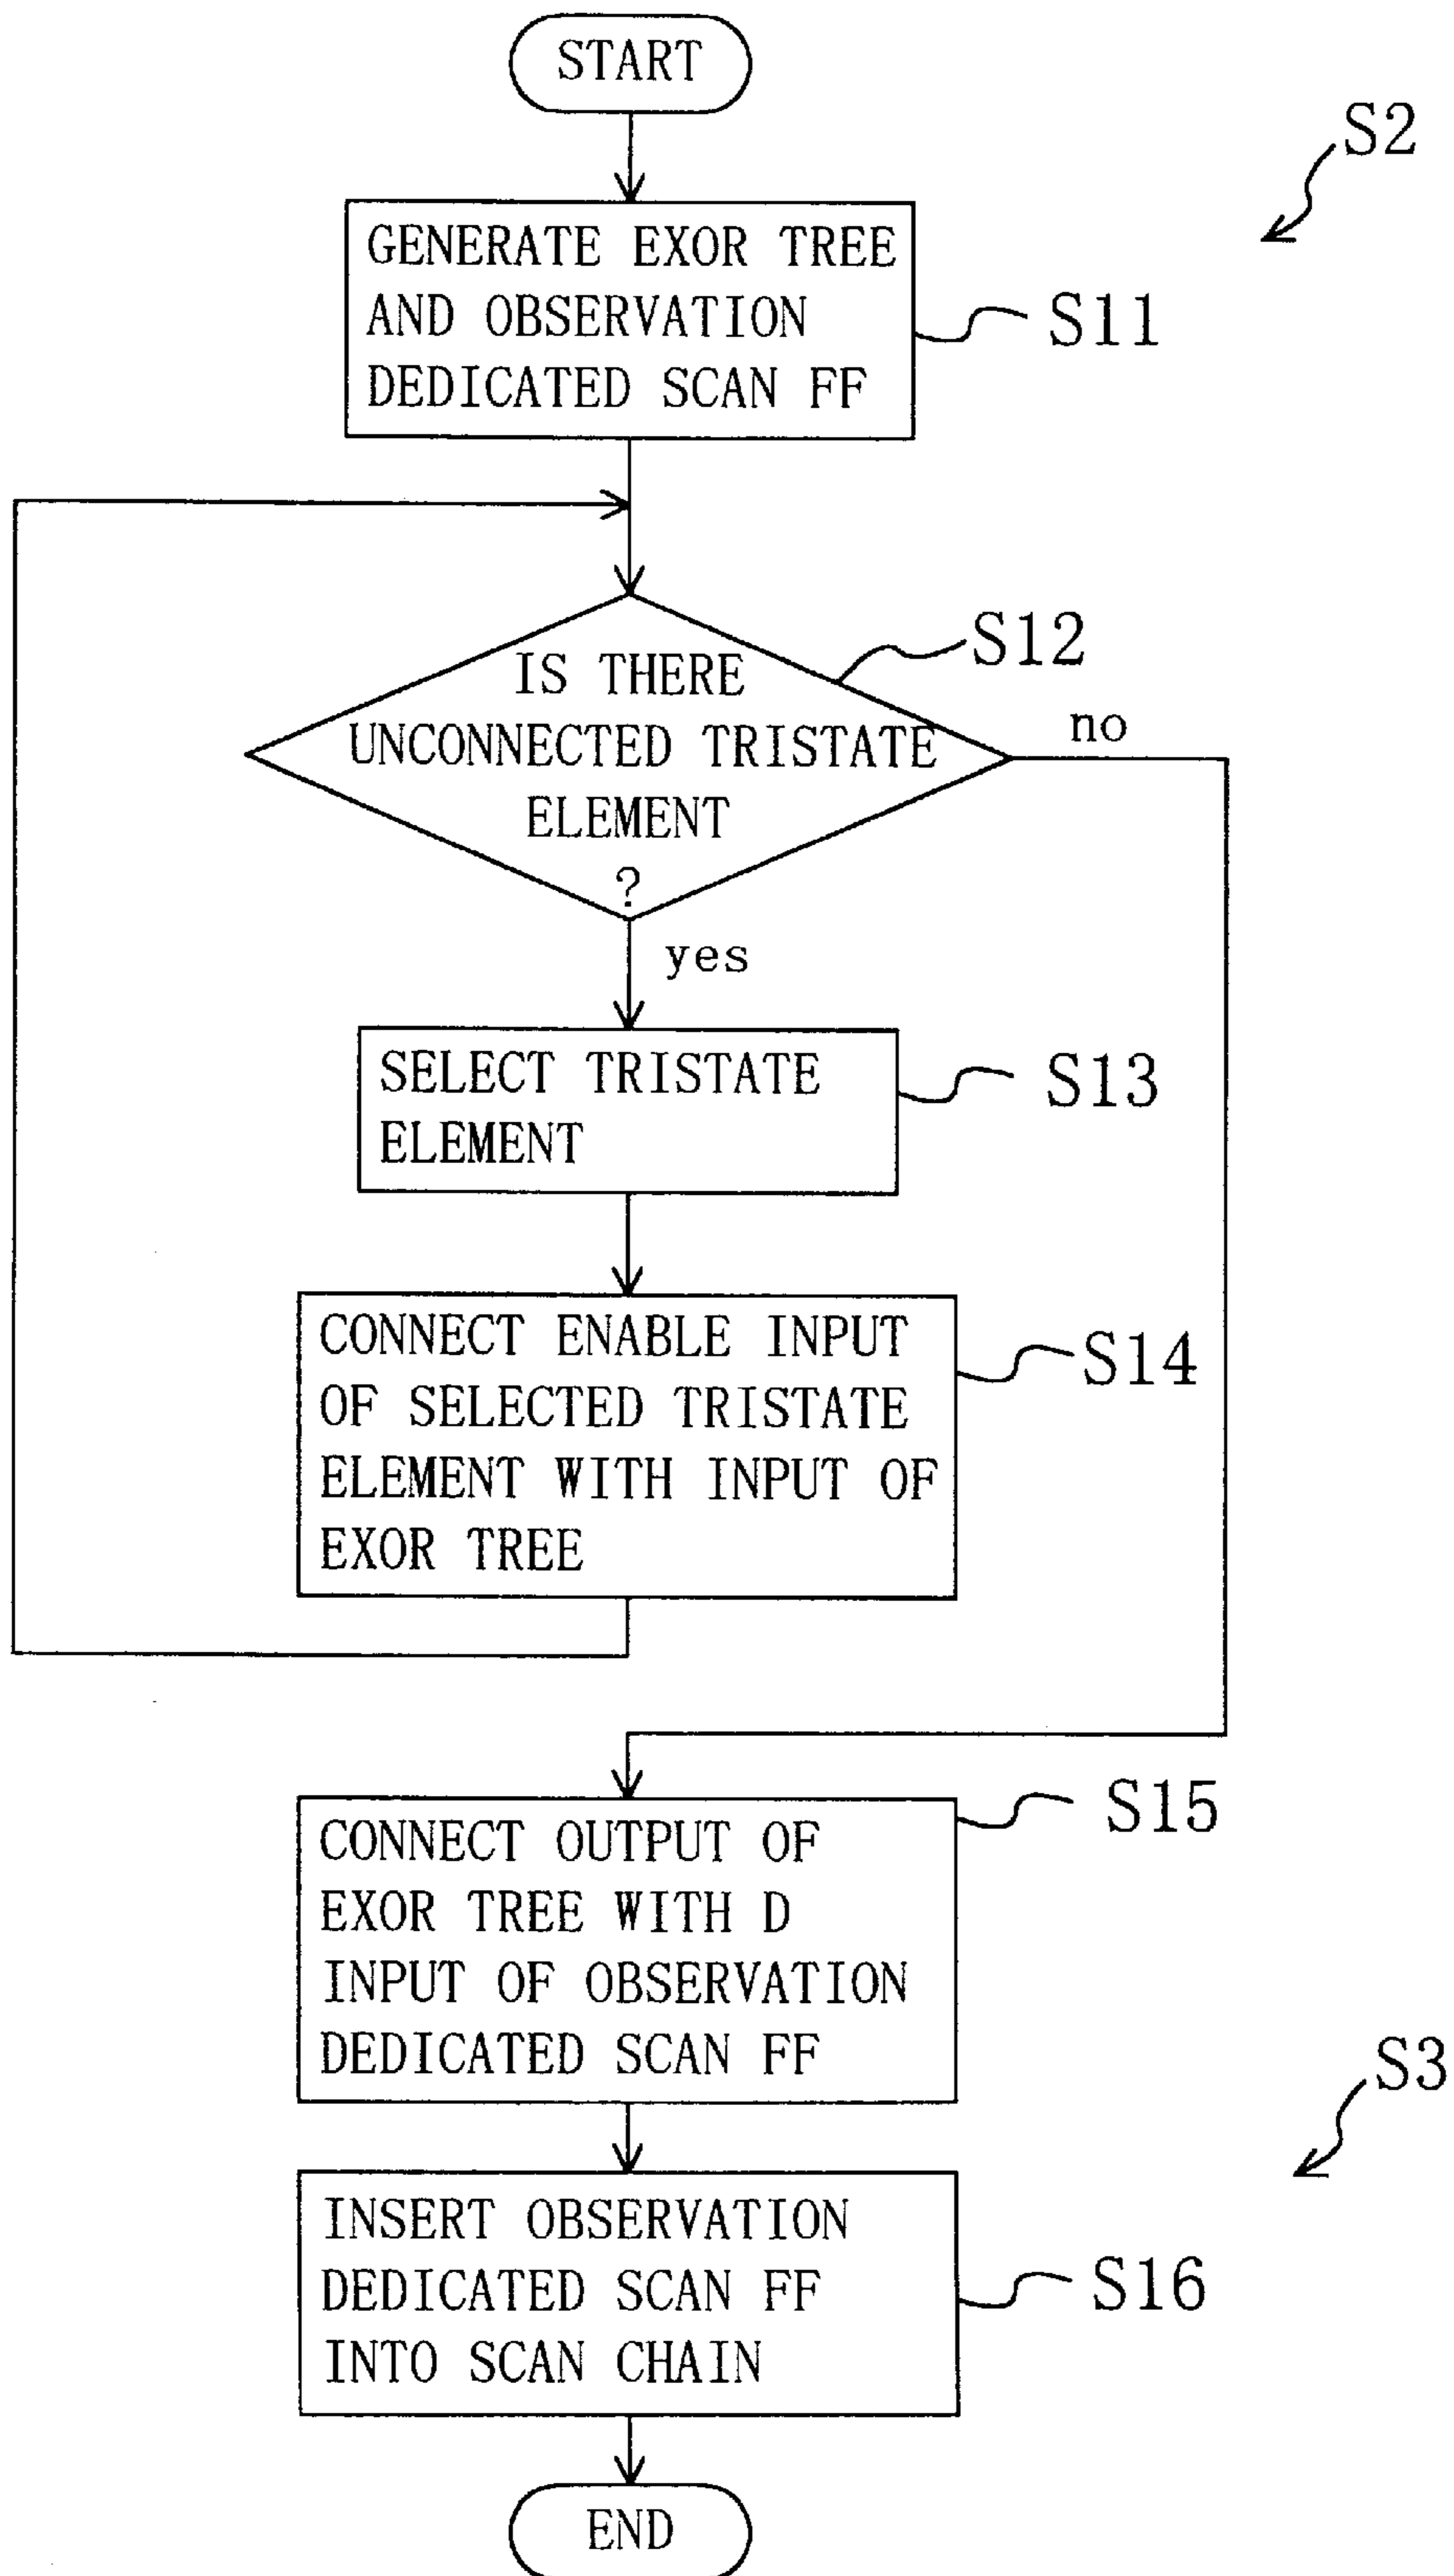 START
S2
GENERATE EXOR TREE
AND OBSERVATION
DEDICATED SCAN FF
S11
S12
IS THERE
UNCONNECTED TRISTATE
ELEMENT
?
no
yes
SELECT TRISTATE
ELEMENT
S13
CONNECT ENABLE INPUT
OF SELECTED TRISTATE
ELEMENT WITH INPUT OF
EXOR TREE
S14
CONNECT OUTPUT OF
EXOR TREE WITH D
INPUT OF OBSERVATION
DEDICATED SCAN FF
S15
S3
INSERT OBSERVATION
DEDICATED SCAN FF
INTO SCAN CHAIN
S16
END